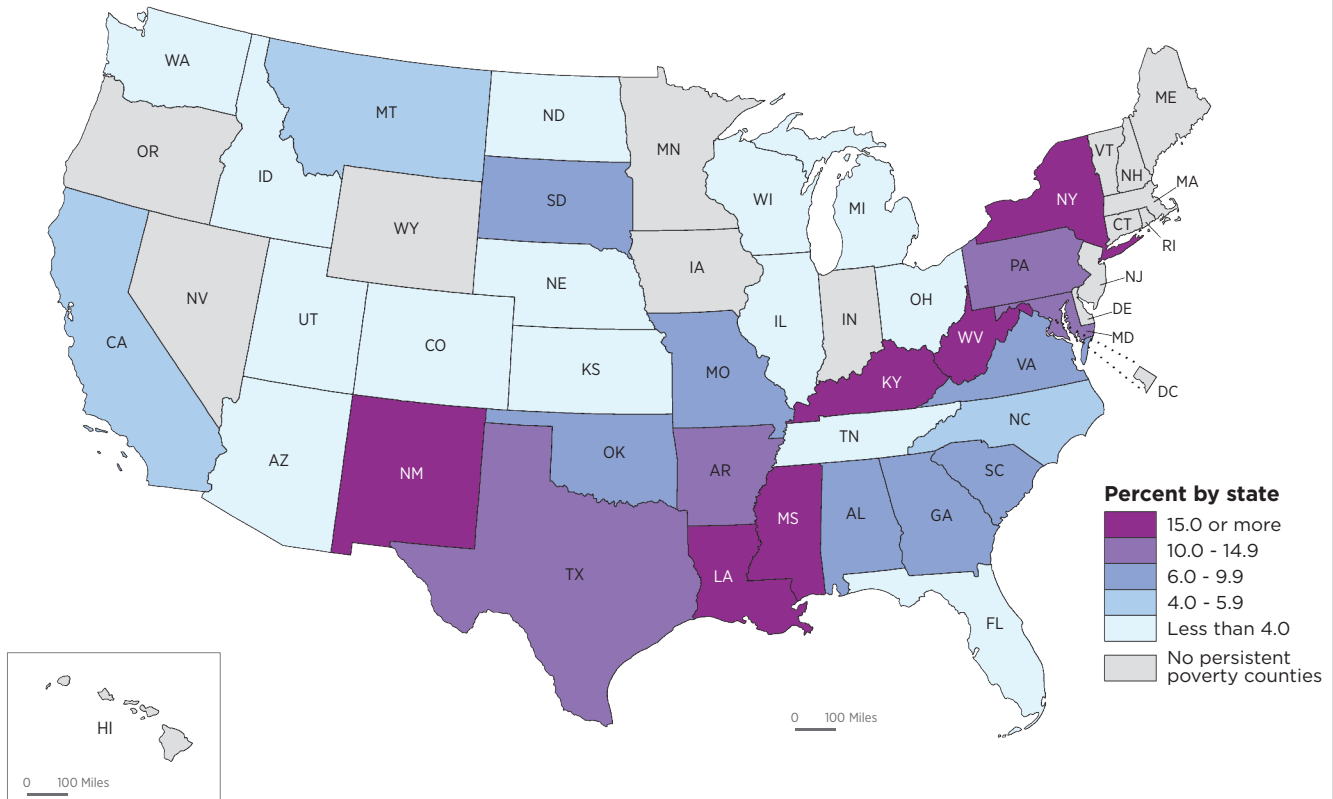 WA
MT
ND
MN
ME
OR
ID
SD
WI
MI
VT
NH
MA
NY
CT
RI
WY
NE
IA
PA
NJ
NV
UT
CO
IL
IN
OH
DE
MD
CA
KS
MO
KY
WV
VA
DC
AZ
NM
OK
AR
TN
NC
SC
MS
AL
GA
TX
LA
FL
HI
Percent by state
15.0 or more
10.0 - 14.9
6.0 - 9.9
4.0 - 5.9
Less than 4.0
No persistent
poverty counties
0 100 Miles
0 100 Miles